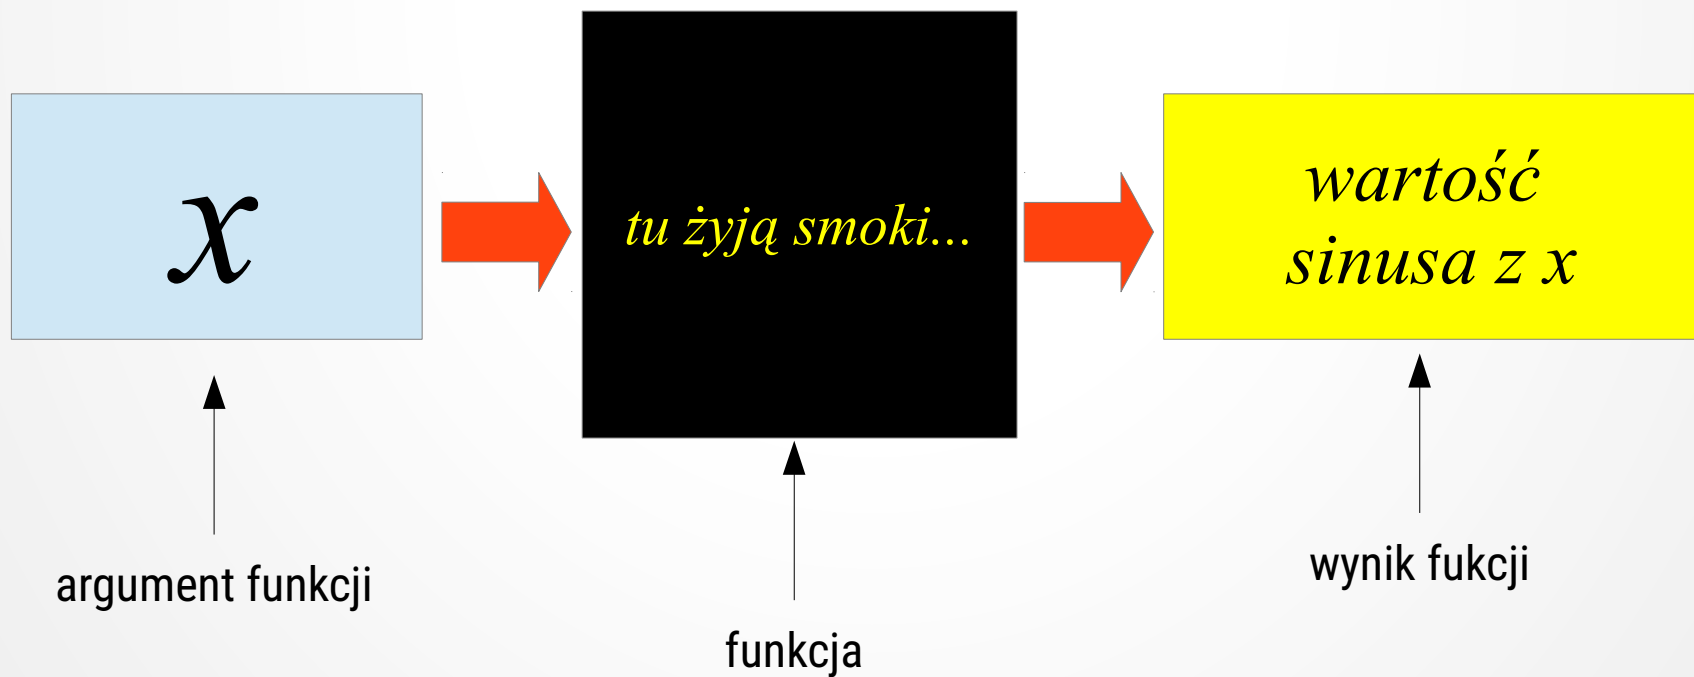 x
tu żyją smoki...
wartość
sinusa z x
argument funkcji
funkcja
wynik fukcji